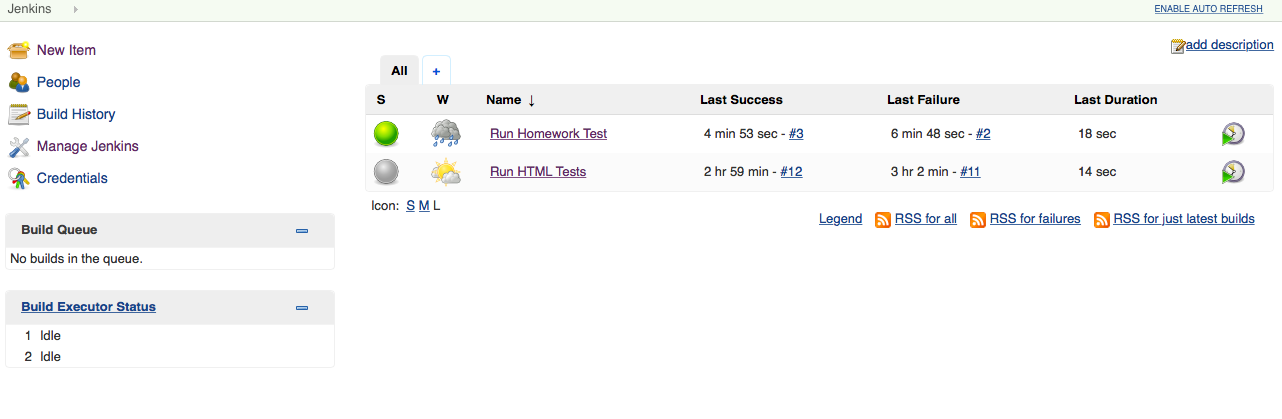 Jenkins
ENABLE AUTO REFRESH
New Item
People
Build History
Manage Jenkins
Credentials
Build Queue
No builds in the queue.
Build Executor Status
1 Idle
2 Idle
add description
All +
S W Name ↓ Last Success Last Failure Last Duration
Run Homework Test 4 min 53 sec - #3 6 min 48 sec - #2 18 sec
Run HTML Tests 2 hr 59 min - #12 3 hr 2 min - #11 14 sec
Icon: S M L
Legend RSS for all RSS for failures RSS for just latest builds